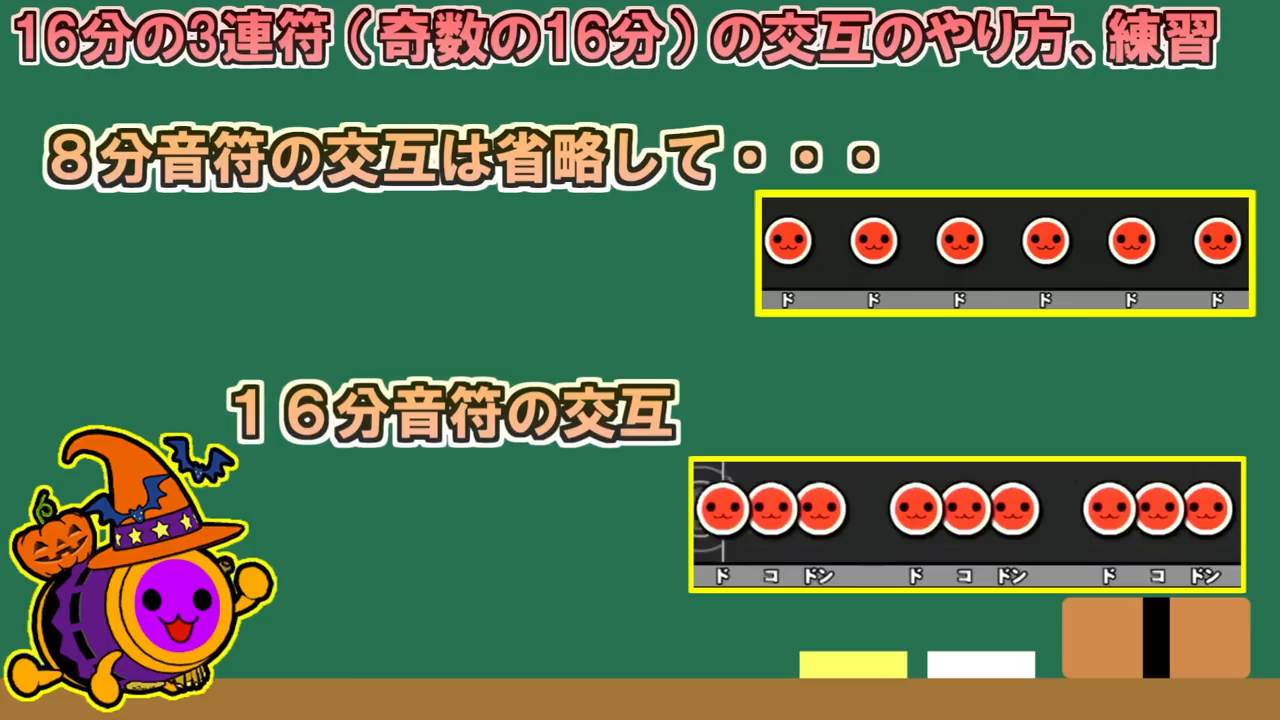 16分の3連符（奇数の16分）の交互のやり方、練習
８分音符の交互は省略して・・・
ド ド ド ド ド ド
１６分音符の交互
ド コ ドン ド コ ドン ド コ ドン